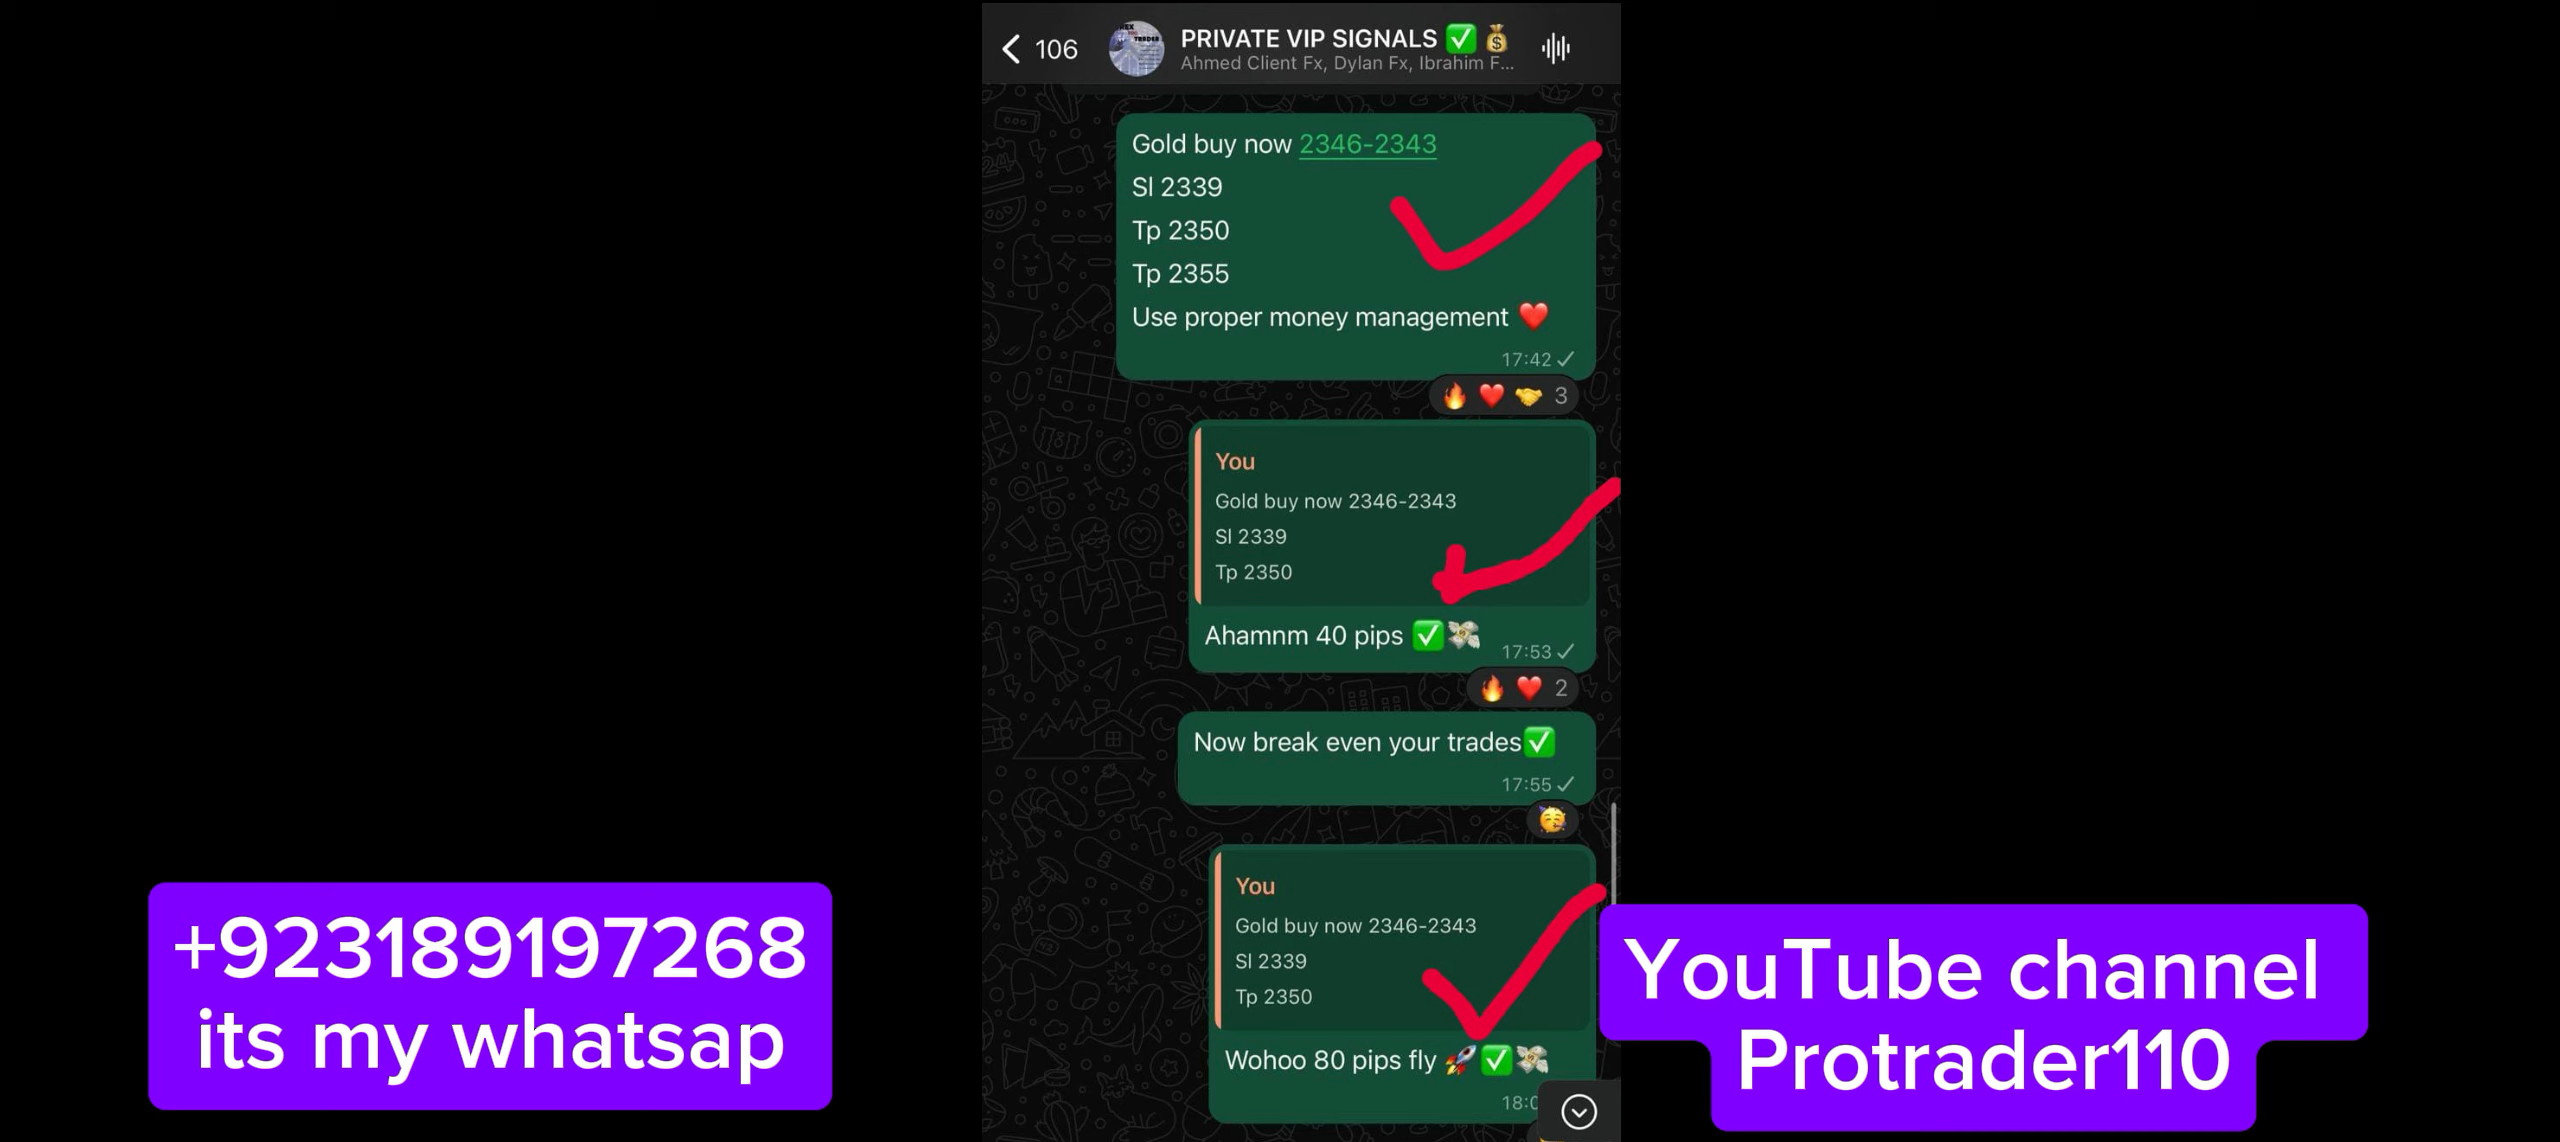 106
PRIVATE VIP SIGNALS ✅ 💰
Ahmed Client Fx, Dylan Fx, Ibrahim F...
Gold buy now 2346-2343
Sl 2339
Tp 2350
Tp 2355
Use proper money management ❤️
17:42
🔥 ❤️ 🤝 3
You
Gold buy now 2346-2343
Sl 2339
Tp 2350
Ahamnm 40 pips ✅💸
17:53
🔥 ❤️ 2
Now break even your trades✅
17:55
🥳
You
Gold buy now 2346-2343
Sl 2339
Tp 2350
Wohoo 80 pips fly 🚀✅💸
+923189197268
its my whatsap
YouTube channel
Protrader110